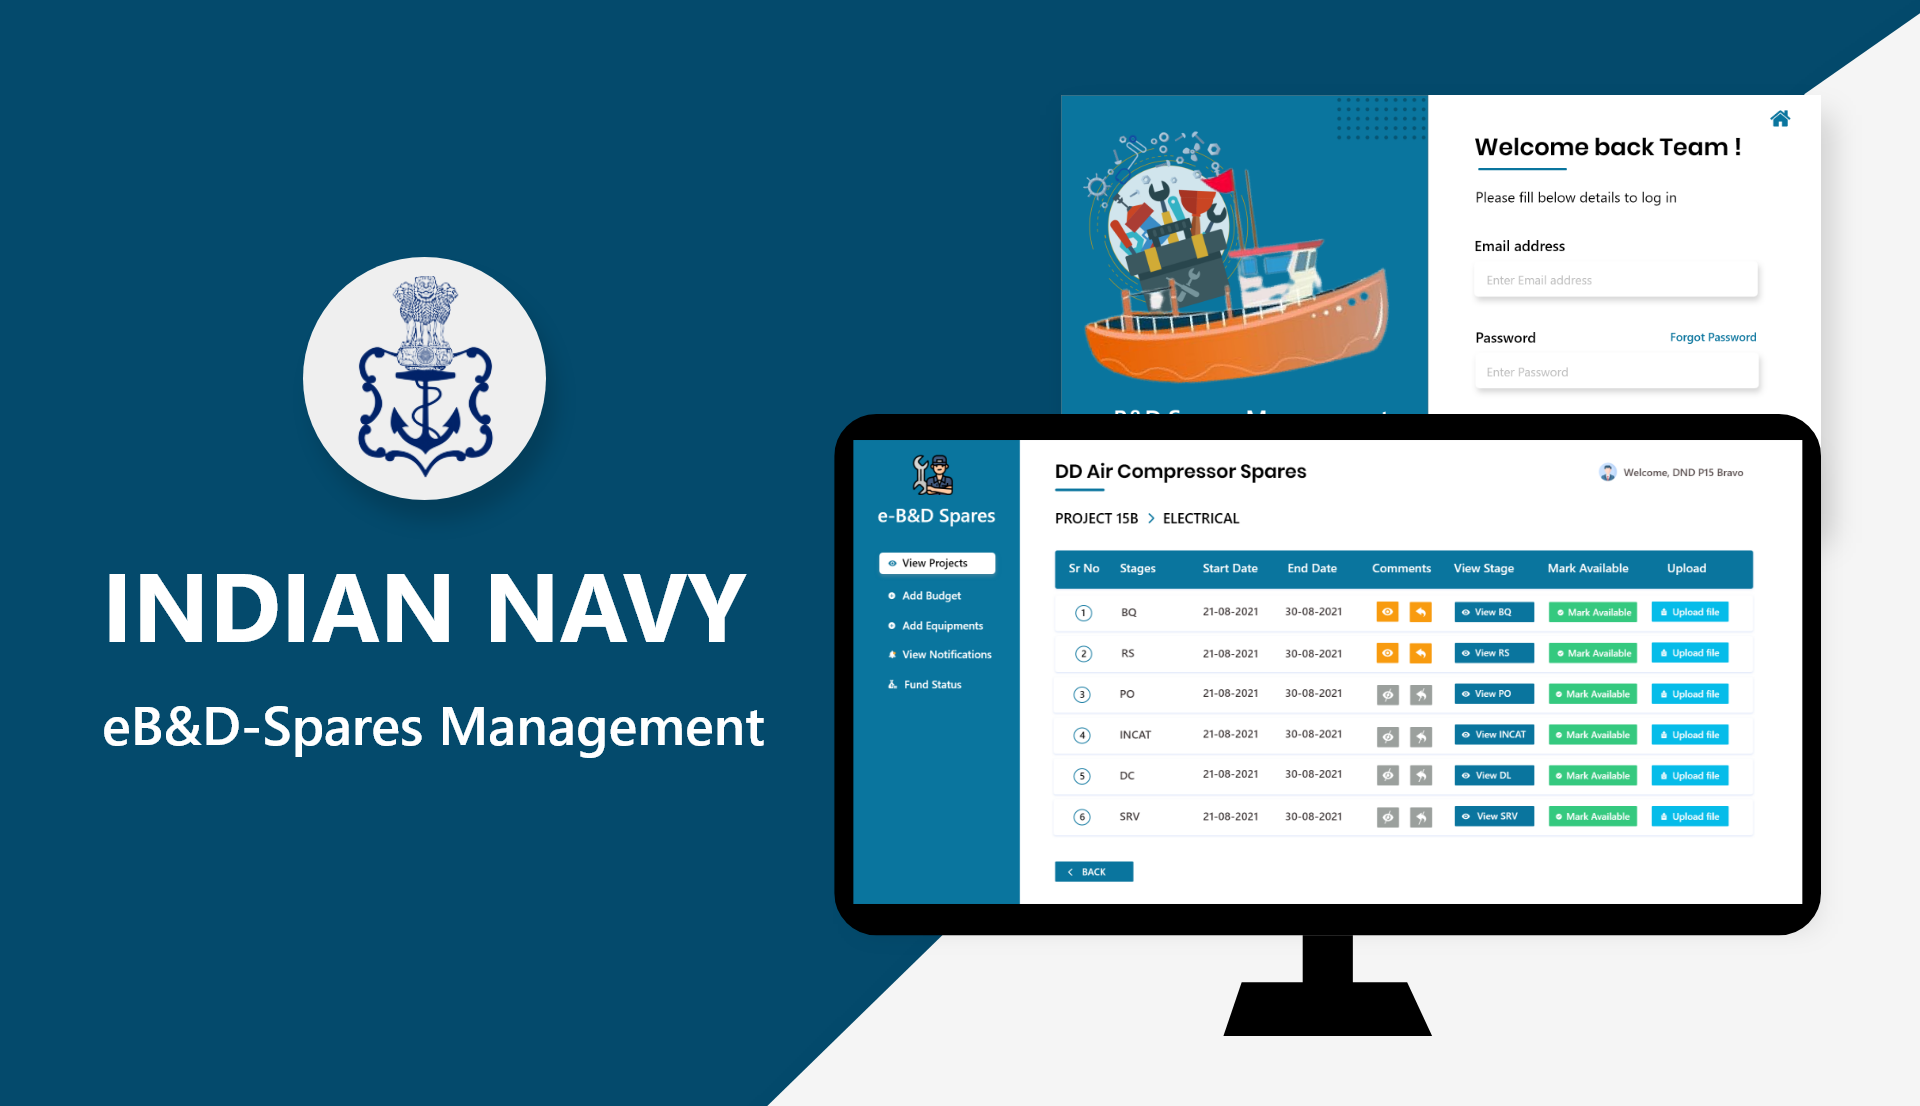 INDIAN NAVY
eB&D-Spares Management
Welcome back Team !
Please fill below details to log in
Email address
Enter Email address
Password Forgot Password
Enter Password
e-B&D Spares
View Projects
Add Budget
Add Equipments
View Notifications
Fund Status
DD Air Compressor Spares
Welcome, DND P15 Bravo
PROJECT 15B > ELECTRICAL
Sr No Stages Start Date End Date Comments View Stage Mark Available Upload
1 BQ 21-08-2021 30-08-2021 View BQ Mark Available Upload file
2 RS 21-08-2021 30-08-2021 View RS Mark Available Upload file
3 PO 21-08-2021 30-08-2021 View PO Mark Available Upload file
4 INCAT 21-08-2021 30-08-2021 View INCAT Mark Available Upload file
5 DC 21-08-2021 30-08-2021 View DL Mark Available Upload file
6 SRV 21-08-2021 30-08-2021 View SRV Mark Available Upload file
< BACK